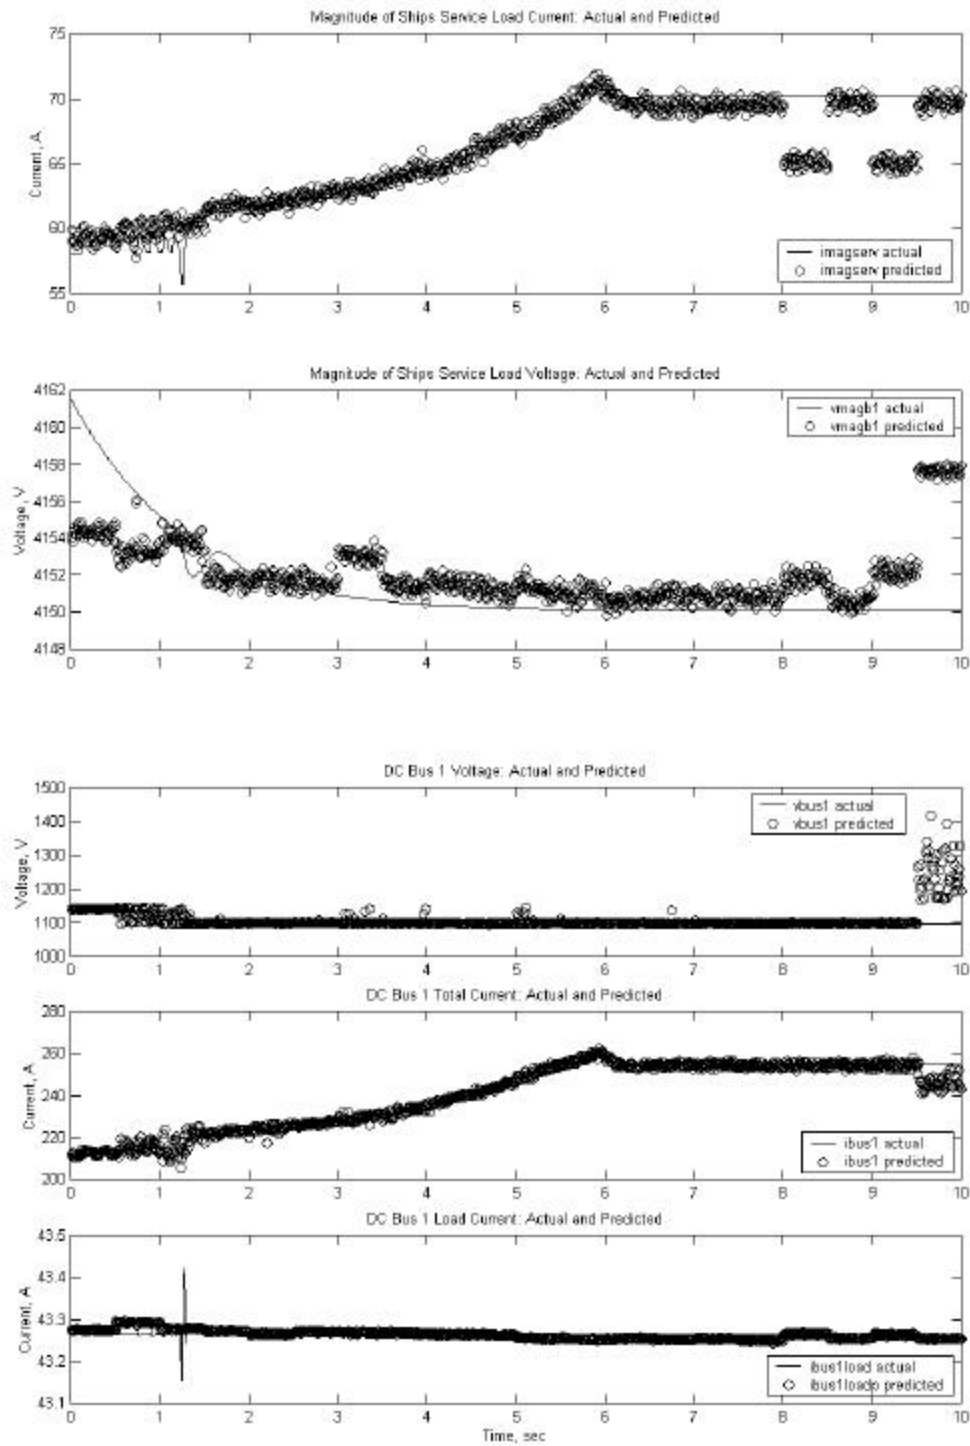 Magnitude of Ships Service Load Current: Actual and Predicted
75
70
65
60
55
Current, A
imagserv actual
imagserv predicted
0 1 2 3 4 5 6 7 8 9 10
Magnitude of Ships Service Load Voltage: Actual and Predicted
4162
4160
4158
4156
4154
4152
4150
4148
Voltage, V
vmagb1 actual
vmagb1 predicted
0 1 2 3 4 5 6 7 8 9 10
DC Bus 1 Voltage: Actual and Predicted
1500
1400
1300
1200
1100
1000
Voltage, V
vbus1 actual
vbus1 predicted
0 1 2 3 4 5 6 7 8 9 10
DC Bus 1 Total Current: Actual and Predicted
280
260
240
220
200
Current, A
ibus1 actual
ibus1 predicted
0 1 2 3 4 5 6 7 8 9 10
DC Bus 1 Load Current: Actual and Predicted
43.5
43.4
43.3
43.2
43.1
Current, A
ibus1load actual
ibus1loadp predicted
0 1 2 3 4 5 6 7 8 9 10
Time, sec